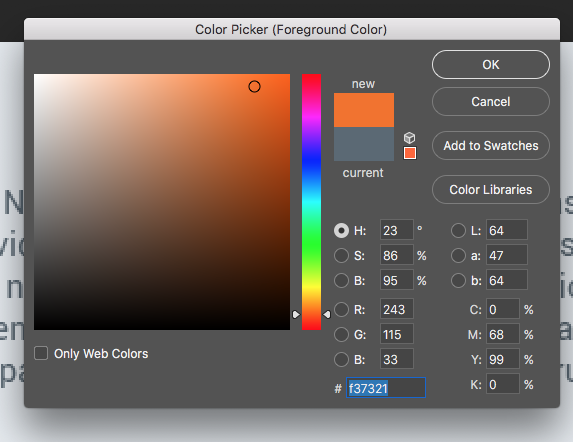 Color Picker (Foreground Color)
new
current
OK
Cancel
Add to Swatches
Color Libraries
H: 23 °
S: 86 %
B: 95 %
R: 243
G: 115
B: 33
# f37321
L: 64
a: 47
b: 64
C: 0 %
M: 68 %
Y: 99 %
K: 0 %
Only Web Colors